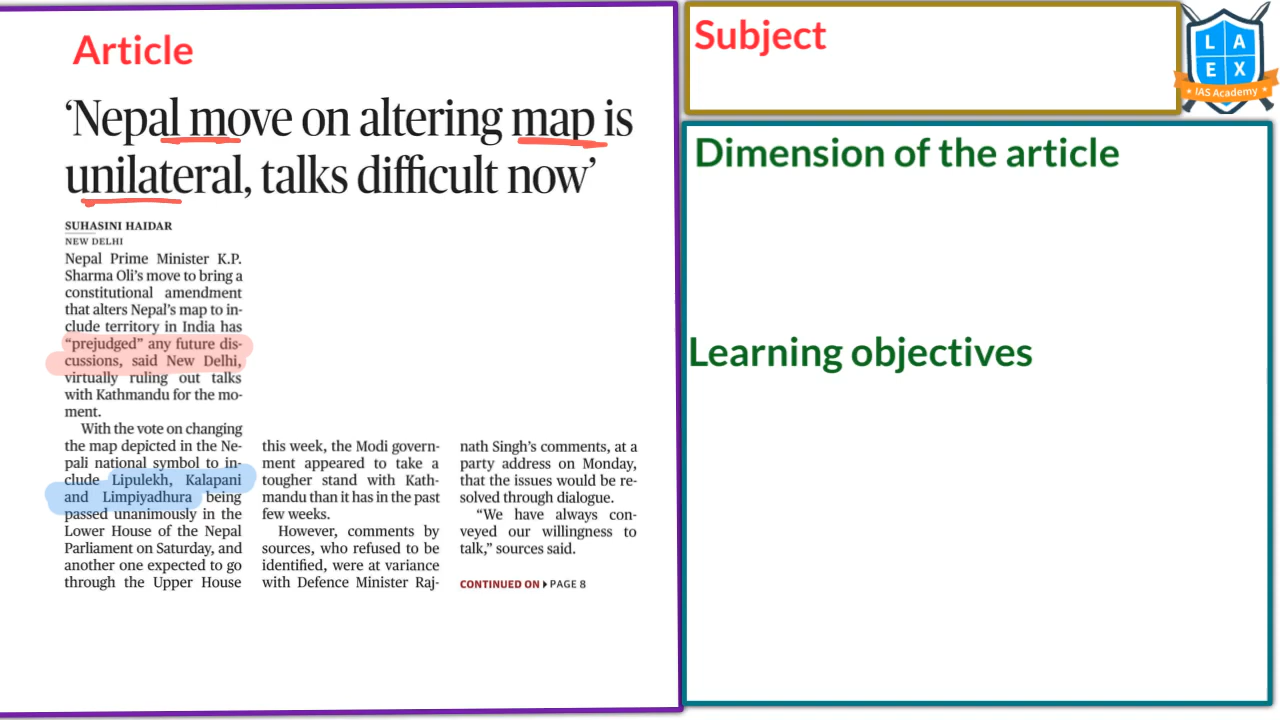 Article
‘Nepal move on altering map is
unilateral, talks difficult now’
SUHASINI HAIDAR
NEW DELHI
Nepal Prime Minister K.P.
Sharma Oli’s move to bring a
constitutional amendment
that alters Nepal’s map to in-
clude territory in India has
“prejudged” any future dis-
cussions, said New Delhi,
virtually ruling out talks
with Kathmandu for the mo-
ment.
With the vote on changing
the map depicted in the Ne-
pali national symbol to in-
clude Lipulekh, Kalapani
and Limpiyadhura being
passed unanimously in the
Lower House of the Nepal
Parliament on Saturday, and
another one expected to go
through the Upper House
this week, the Modi govern-
ment appeared to take a
tougher stand with Kath-
mandu than it has in the past
few weeks.
However, comments by
sources, who refused to be
identified, were at variance
with Defence Minister Raj-
nath Singh’s comments, at a
party address on Monday,
that the issues would be re-
solved through dialogue.
“We have always con-
veyed our willingness to
talk,” sources said.
CONTINUED ON PAGE 8
Subject
L A
E X
IAS Academy
Dimension of the article
Learning objectives